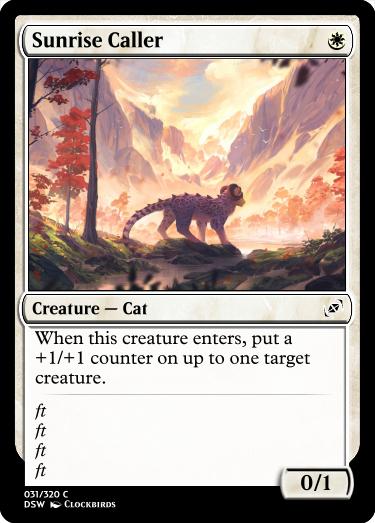 Sunrise Caller
Creature — Cat
When this creature enters, put a
+1/+1 counter on up to one target
creature.
ft
ft
ft
ft
0/1
031/320 C
DSW Clockbirds